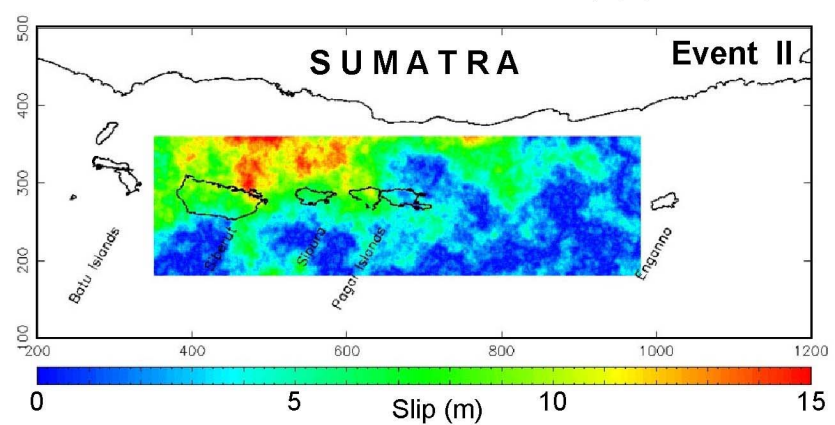 500
SUMATRA
Event II
400
300
200
100
Batu Islands
Siberut
Sipura
Pagai Islands
Enganno
200
400
600
800
1000
1200
0
5
10
15
Slip (m)